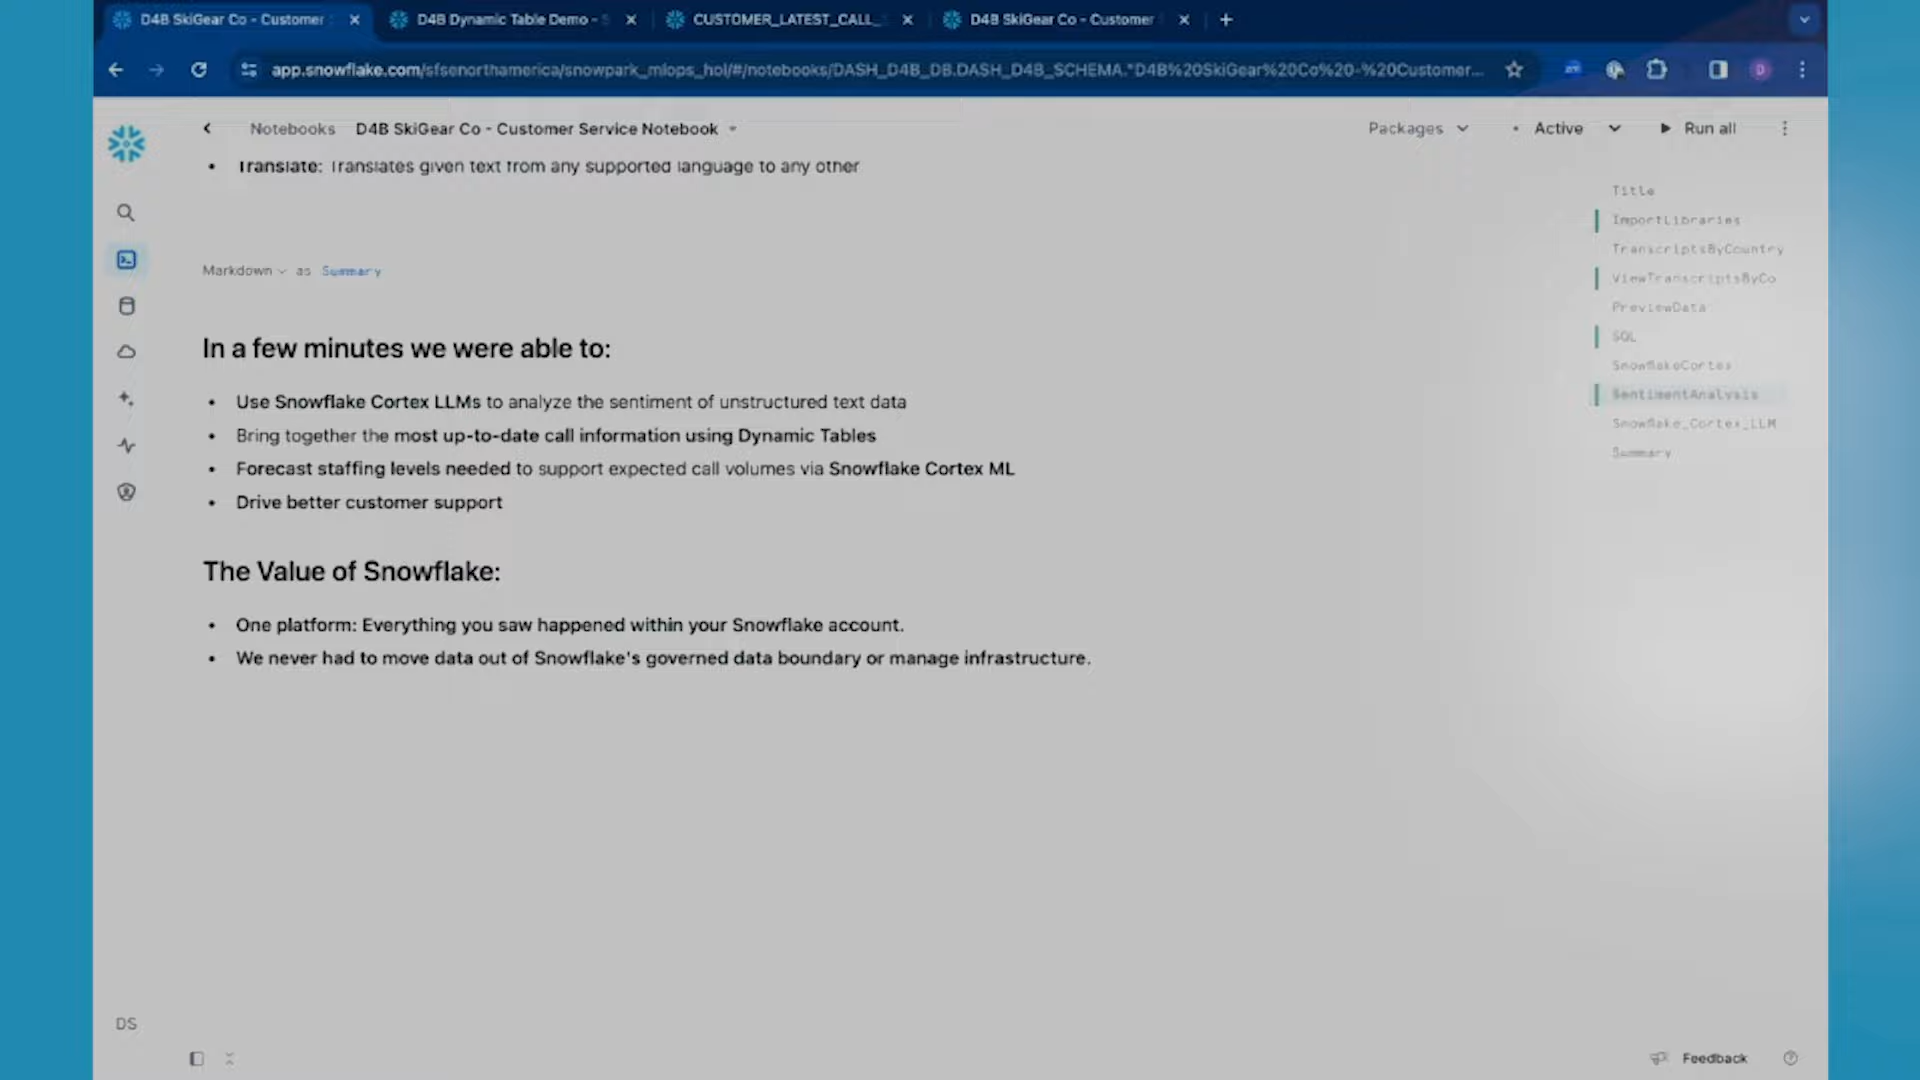 D4B SkiGear Co - Customer
D4B Dynamic Table Demo -
CUSTOMER_LATEST_CALL_
D4B SkiGear Co - Customer
app.snowflake.com/sfsenorthamerica/snowpark_mlops_hol/#/notebooks/DASH_D4B_DB.DASH_D4B_SCHEMA."D4B%20SkiGear%20Co%20-%20Customer...
D
Notebooks D4B SkiGear Co - Customer Service Notebook
Packages
Active
Run all
• Translate: Translates given text from any supported language to any other
Markdown as Summary
In a few minutes we were able to:
• Use Snowflake Cortex LLMs to analyze the sentiment of unstructured text data
• Bring together the most up-to-date call information using Dynamic Tables
• Forecast staffing levels needed to support expected call volumes via Snowflake Cortex ML
• Drive better customer support
The Value of Snowflake:
• One platform: Everything you saw happened within your Snowflake account.
• We never had to move data out of Snowflake's governed data boundary or manage infrastructure.
Title
ImportLibraries
TranscriptsByCountry
ViewTranscriptsByCo
PreviewData
SQL
SnowflakeCortex
SentimentAnalysis
Snowflake_Cortex_LLM
Summary
DS
Feedback